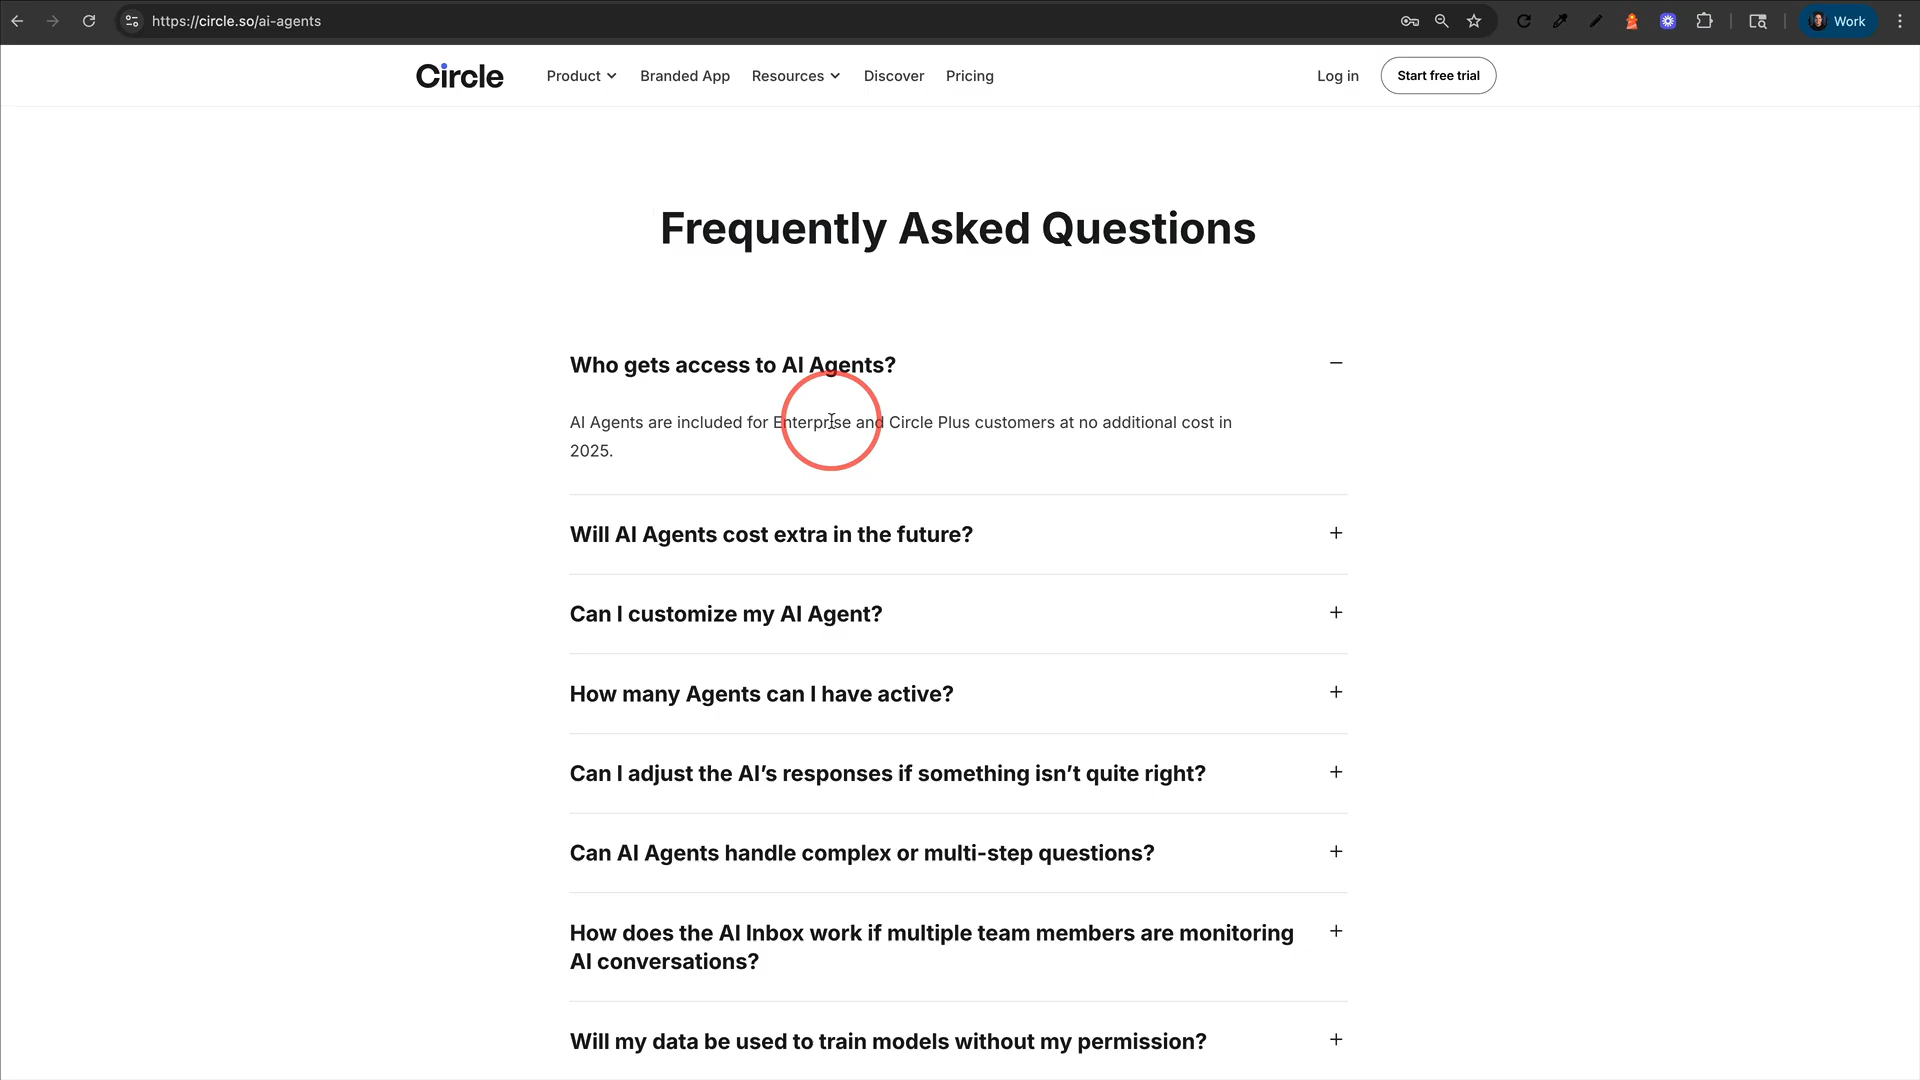 https://circle.so/ai-agents
Work
Circle
Product
Branded App
Resources
Discover
Pricing
Log in
Start free trial
Frequently Asked Questions
Who gets access to AI Agents?
AI Agents are included for Enterprise and Circle Plus customers at no additional cost in
2025.
Will AI Agents cost extra in the future?
Can I customize my AI Agent?
How many Agents can I have active?
Can I adjust the AI’s responses if something isn’t quite right?
Can AI Agents handle complex or multi-step questions?
How does the AI Inbox work if multiple team members are monitoring
AI conversations?
Will my data be used to train models without my permission?